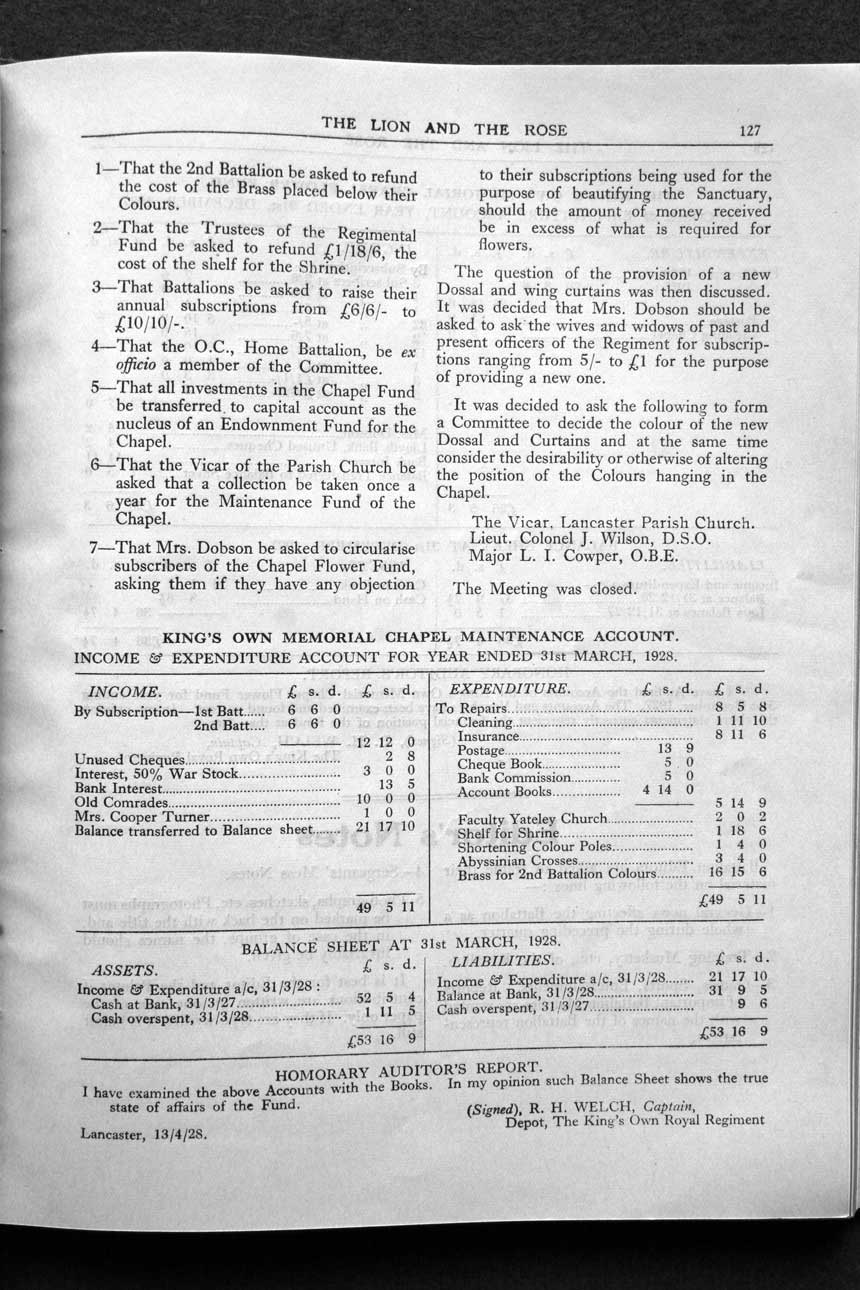 THE LION AND THE ROSE 127
1—That the 2nd Battalion be asked to refund
the cost of the Brass placed below their
Colours.
2—That the Trustees of the Regimental
Fund be asked to refund £1/18/6, the
cost of the shelf for the Shrine.
3—That Battalions be asked to raise their
annual subscriptions from £6/6/- to
£10/10/-.
4—That the O.C., Home Battalion, be ex
officio a member of the Committee.
5—That all investments in the Chapel Fund
be transferred to capital account as the
nucleus of an Endownment Fund for the
Chapel.
6—That the Vicar of the Parish Church be
asked that a collection be taken once a
year for the Maintenance Fund of the
Chapel.
7—That Mrs. Dobson be asked to circularise
subscribers of the Chapel Flower Fund,
asking them if they have any objection
to their subscriptions being used for the
purpose of beautifying the Sanctuary,
should the amount of money received
be in excess of what is required for
flowers.
The question of the provision of a new
Dossal and wing curtains was then discussed.
It was decided that Mrs. Dobson should be
asked to ask the wives and widows of past and
present officers of the Regiment for subscrip-
tions ranging from 5/- to £1 for the purpose
of providing a new one.
It was decided to ask the following to form
a Committee to decide the colour of the new
Dossal and Curtains and at the same time
consider the desirability or otherwise of altering
the position of the Colours hanging in the
Chapel.
The Vicar, Lancaster Parish Church.
Lieut. Colonel J. Wilson, D.S.O.
Major L. I. Cowper, O.B.E.
The Meeting was closed.
KING'S OWN MEMORIAL CHAPEL MAINTENANCE ACCOUNT.
INCOME & EXPENDITURE ACCOUNT FOR YEAR ENDED 31st MARCH, 1928.
INCOME. £ s. d. £ s. d.
By Subscription—1st Batt...... 6 6 0
2nd Batt.... 6 6 0
12 12 0
Unused Cheques........ 2 8
Interest, 50% War Stock........ 3 0 0
Bank Interest........ 13 5
Old Comrades........ 10 0 0
Mrs. Cooper Turner........ 1 0 0
Balance transferred to Balance sheet........ 21 17 10
49 5 11
EXPENDITURE. £ s. d. £ s. d.
To Repairs........ 8 5 8
Cleaning........ 1 11 10
Insurance........ 8 11 6
Postage........ 13 9
Cheque Book........ 5 0
Bank Commission........ 5 0
Account Books........ 4 14 0
5 14 9
Faculty Yateley Church........ 2 0 2
Shelf for Shrine........ 1 18 6
Shortening Colour Poles........ 1 4 0
Abyssinian Crosses........ 3 4 0
Brass for 2nd Battalion Colours........ 16 15 6
£49 5 11
BALANCE SHEET AT 31st MARCH, 1928.
ASSETS. £ s. d.
Income & Expenditure a/c, 31/3/28 :
Cash at Bank, 31/3/27........ 52 5 4
Cash overspent, 31/3/28........ 1 11 5
£53 16 9
LIABILITIES. £ s. d.
Income & Expenditure a/c, 31/3/28........ 21 17 10
Balance at Bank, 31/3/28........ 31 9 5
Cash overspent, 31/3/27........ 9 6
£53 16 9
HOMORARY AUDITOR'S REPORT.
I have examined the above Accounts with the Books. In my opinion such Balance Sheet shows the true
state of affairs of the Fund.
(Signed), R. H. WELCH, Captain,
Depot, The King's Own Royal Regiment
Lancaster, 13/4/28.